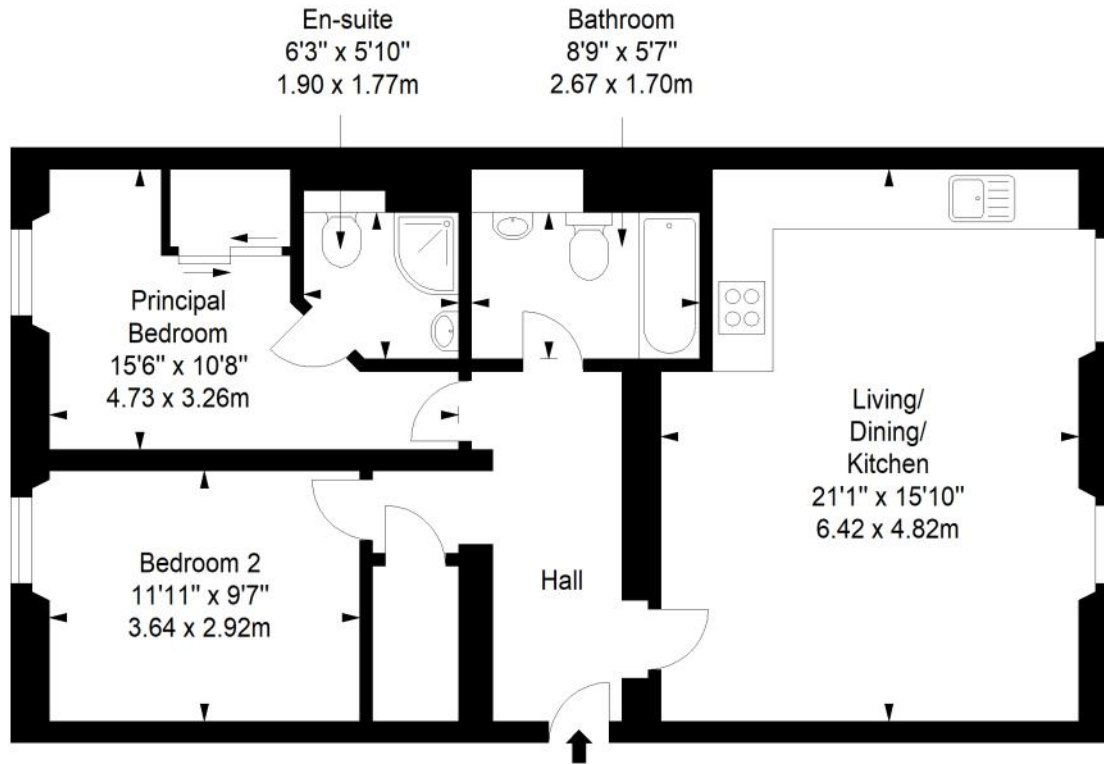 En-suite
6'3" x 5'10"
1.90 x 1.77m
Bathroom
8'9" x 5'7"
2.67 x 1.70m
Principal
Bedroom
15'6" x 10'8"
4.73 x 3.26m
Living/
Dining/
Kitchen
21'1" x 15'10"
6.42 x 4.82m
Bedroom 2
11'11" x 9'7"
3.64 x 2.92m
Hall